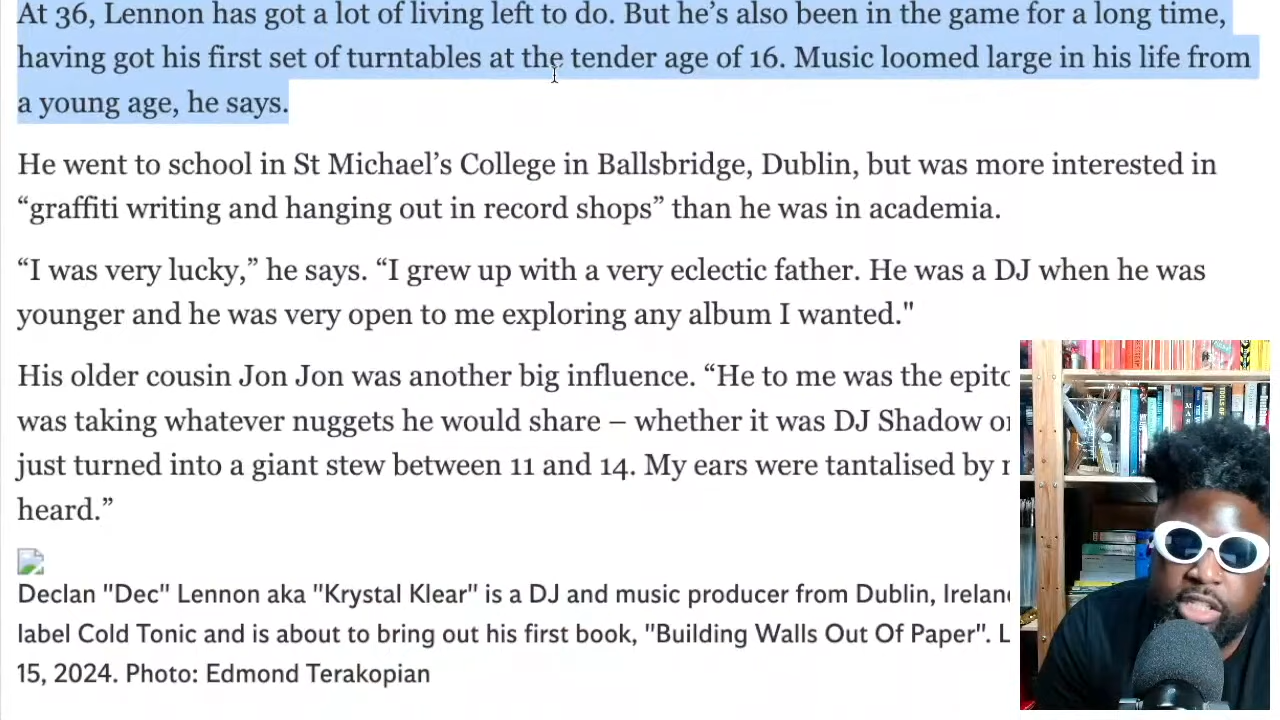 At 36, Lennon has got a lot of living left to do. But he’s also been in the game for a long time,
having got his first set of turntables at the tender age of 16. Music loomed large in his life from
a young age, he says.
He went to school in St Michael’s College in Ballsbridge, Dublin, but was more interested in
“graffiti writing and hanging out in record shops” than he was in academia.
“I was very lucky,” he says. “I grew up with a very eclectic father. He was a DJ when he was
younger and he was very open to me exploring any album I wanted."
His older cousin Jon Jon was another big influence. “He to me was the
was taking whatever nuggets he would share – whether it was DJ Shadow
just turned into a giant stew between 11 and 14. My ears were tantalised by
heard.”
Declan "Dec" Lennon aka "Krystal Klear" is a DJ and music producer from Dublin,
label Cold Tonic and is about to bring out his first book, "Building Walls Out Of Paper".
15, 2024. Photo: Edmond Terakopian